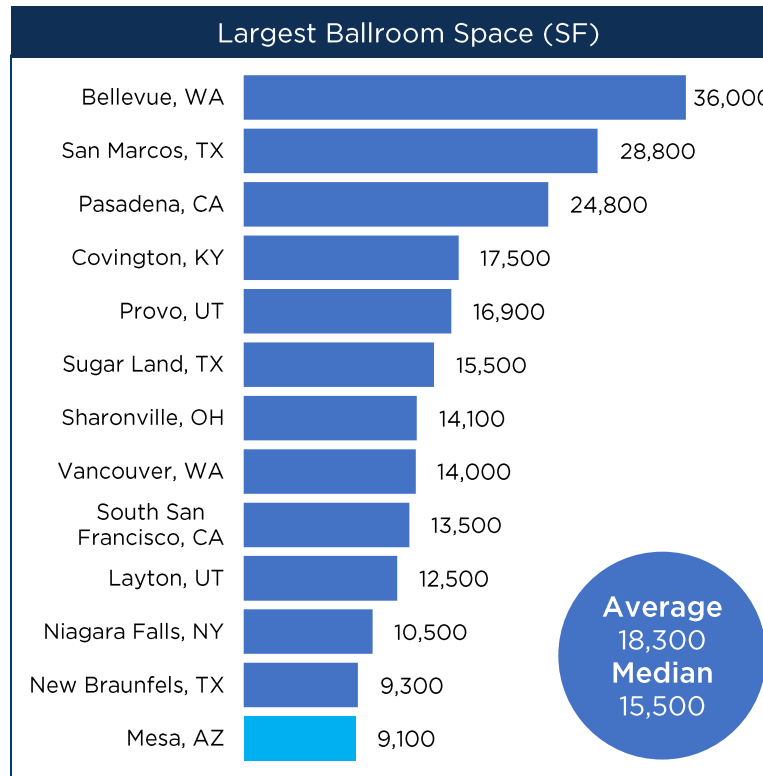 Largest Ballroom Space (SF)
Bellevue, WA 36,000
San Marcos, TX 28,800
Pasadena, CA 24,800
Covington, KY 17,500
Provo, UT 16,900
Sugar Land, TX 15,500
Sharonville, OH 14,100
Vancouver, WA 14,000
South San
Francisco, CA 13,500
Layton, UT 12,500
Niagara Falls, NY 10,500
New Braunfels, TX 9,300
Mesa, AZ 9,100
Average
18,300
Median
15,500